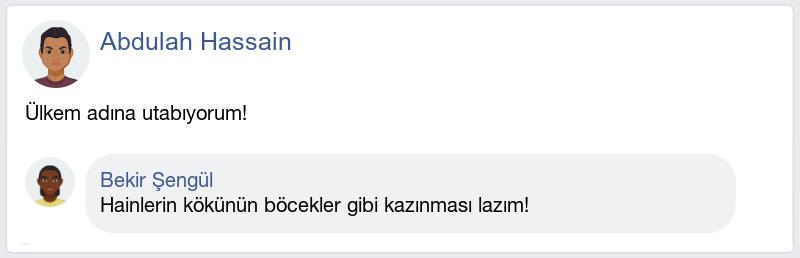 Abdulah Hassain
Ülkem adına utabıyorum!
Bekir Şengül
Hainlerin kökünün böcekler gibi kazınması lazım!